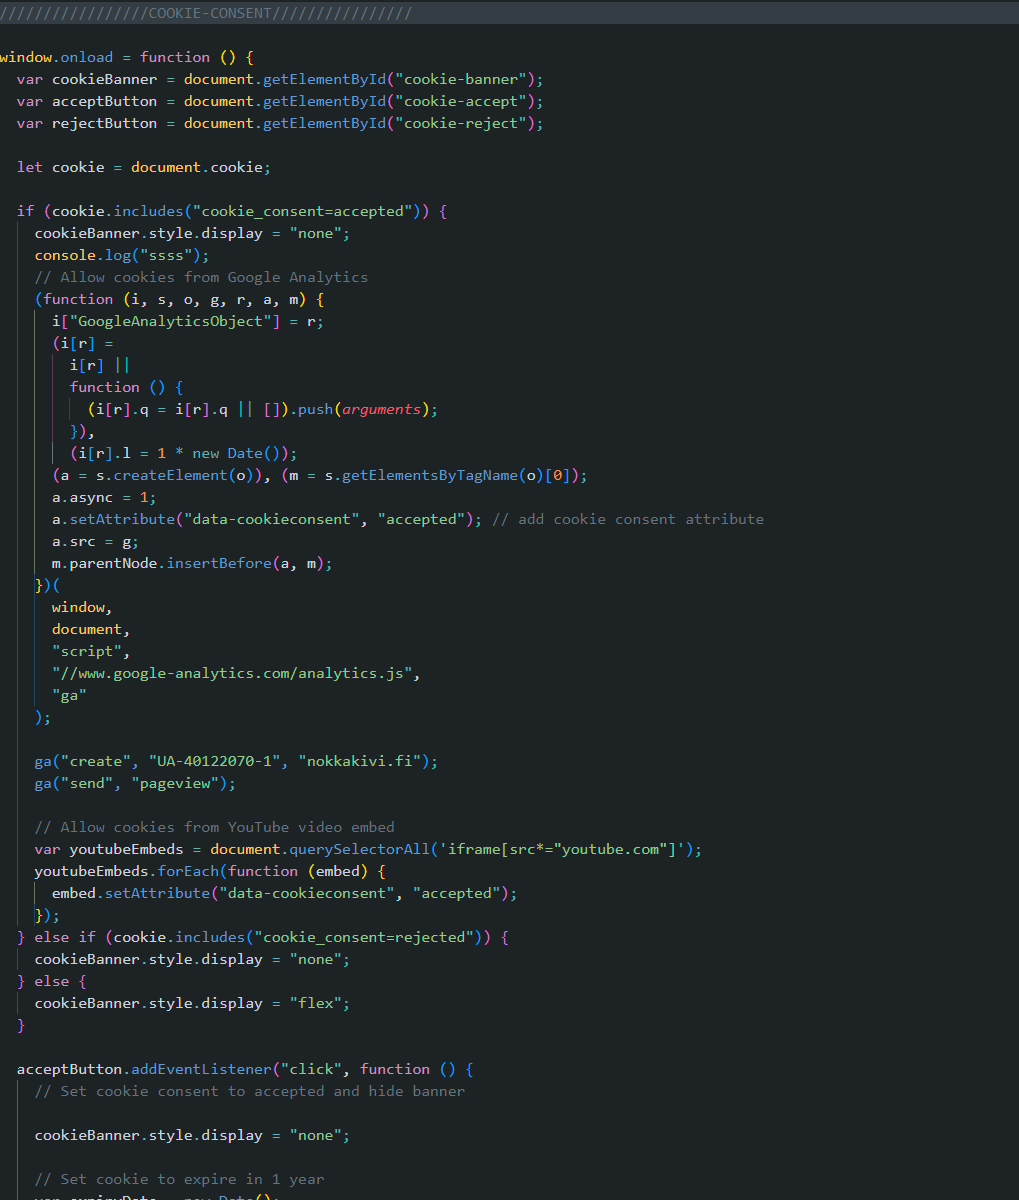 /////////////////COOKIE-CONSENT////////////////
window.onload = function () {
var cookieBanner = document.getElementById("cookie-banner");
var acceptButton = document.getElementById("cookie-accept");
var rejectButton = document.getElementById("cookie-reject");
let cookie = document.cookie;
if (cookie.includes("cookie_consent=accepted")) {
cookieBanner.style.display = "none";
console.log("ssss");
// Allow cookies from Google Analytics
(function (i, s, o, g, r, a, m) {
i["GoogleAnalyticsObject"] = r;
(i[r] =
i[r] ||
function () {
(i[r].q = i[r].q || []).push(arguments);
}),
(i[r].l = 1 * new Date());
(a = s.createElement(o)), (m = s.getElementsByTagName(o)[0]);
a.async = 1;
a.setAttribute("data-cookieconsent", "accepted"); // add cookie consent attribute
a.src = g;
m.parentNode.insertBefore(a, m);
})(
window,
document,
"script",
"//www.google-analytics.com/analytics.js",
"ga"
);
ga("create", "UA-40122070-1", "nokkakivi.fi");
ga("send", "pageview");
// Allow cookies from YouTube video embed
var youtubeEmbeds = document.querySelectorAll('iframe[src*="youtube.com"]');
youtubeEmbeds.forEach(function (embed) {
embed.setAttribute("data-cookieconsent", "accepted");
});
} else if (cookie.includes("cookie_consent=rejected")) {
cookieBanner.style.display = "none";
} else {
cookieBanner.style.display = "flex";
}
acceptButton.addEventListener("click", function () {
// Set cookie consent to accepted and hide banner
cookieBanner.style.display = "none";
// Set cookie to expire in 1 year
var expiryDate = new Date();